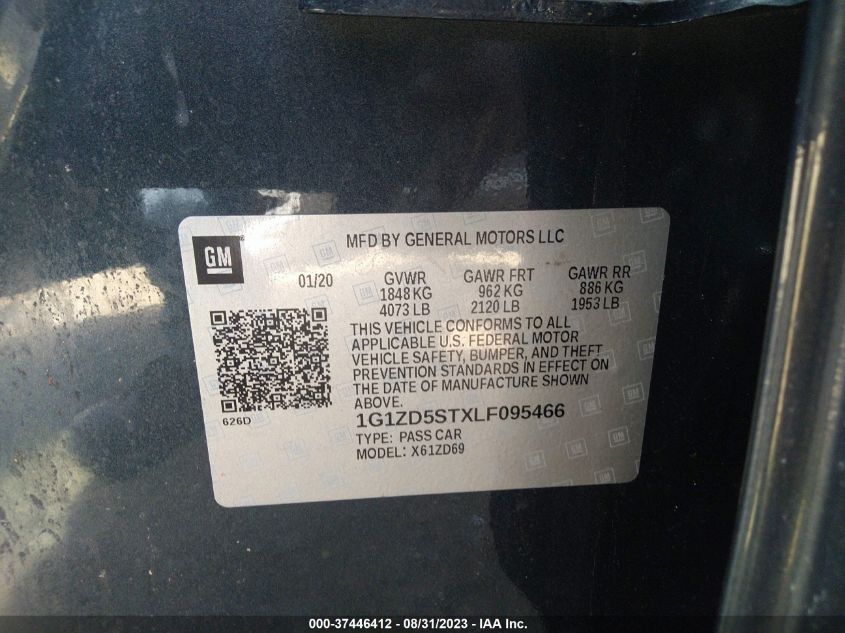 GM
MFD BY GENERAL MOTORS LLC
01/20 GVWR GAWR FRT GAWR RR
1848 KG 962 KG 886 KG
4073 LB 2120 LB 1953 LB
THIS VEHICLE CONFORMS TO ALL
APPLICABLE U.S. FEDERAL MOTOR
VEHICLE SAFETY, BUMPER, AND THEFT
PREVENTION STANDARDS IN EFFECT ON
THE DATE OF MANUFACTURE SHOWN
ABOVE.
626D
1G1ZD5STXLF095466
TYPE: PASS CAR
MODEL: X61ZD69
000-37446412 - 08/31/2023 - IAA Inc.